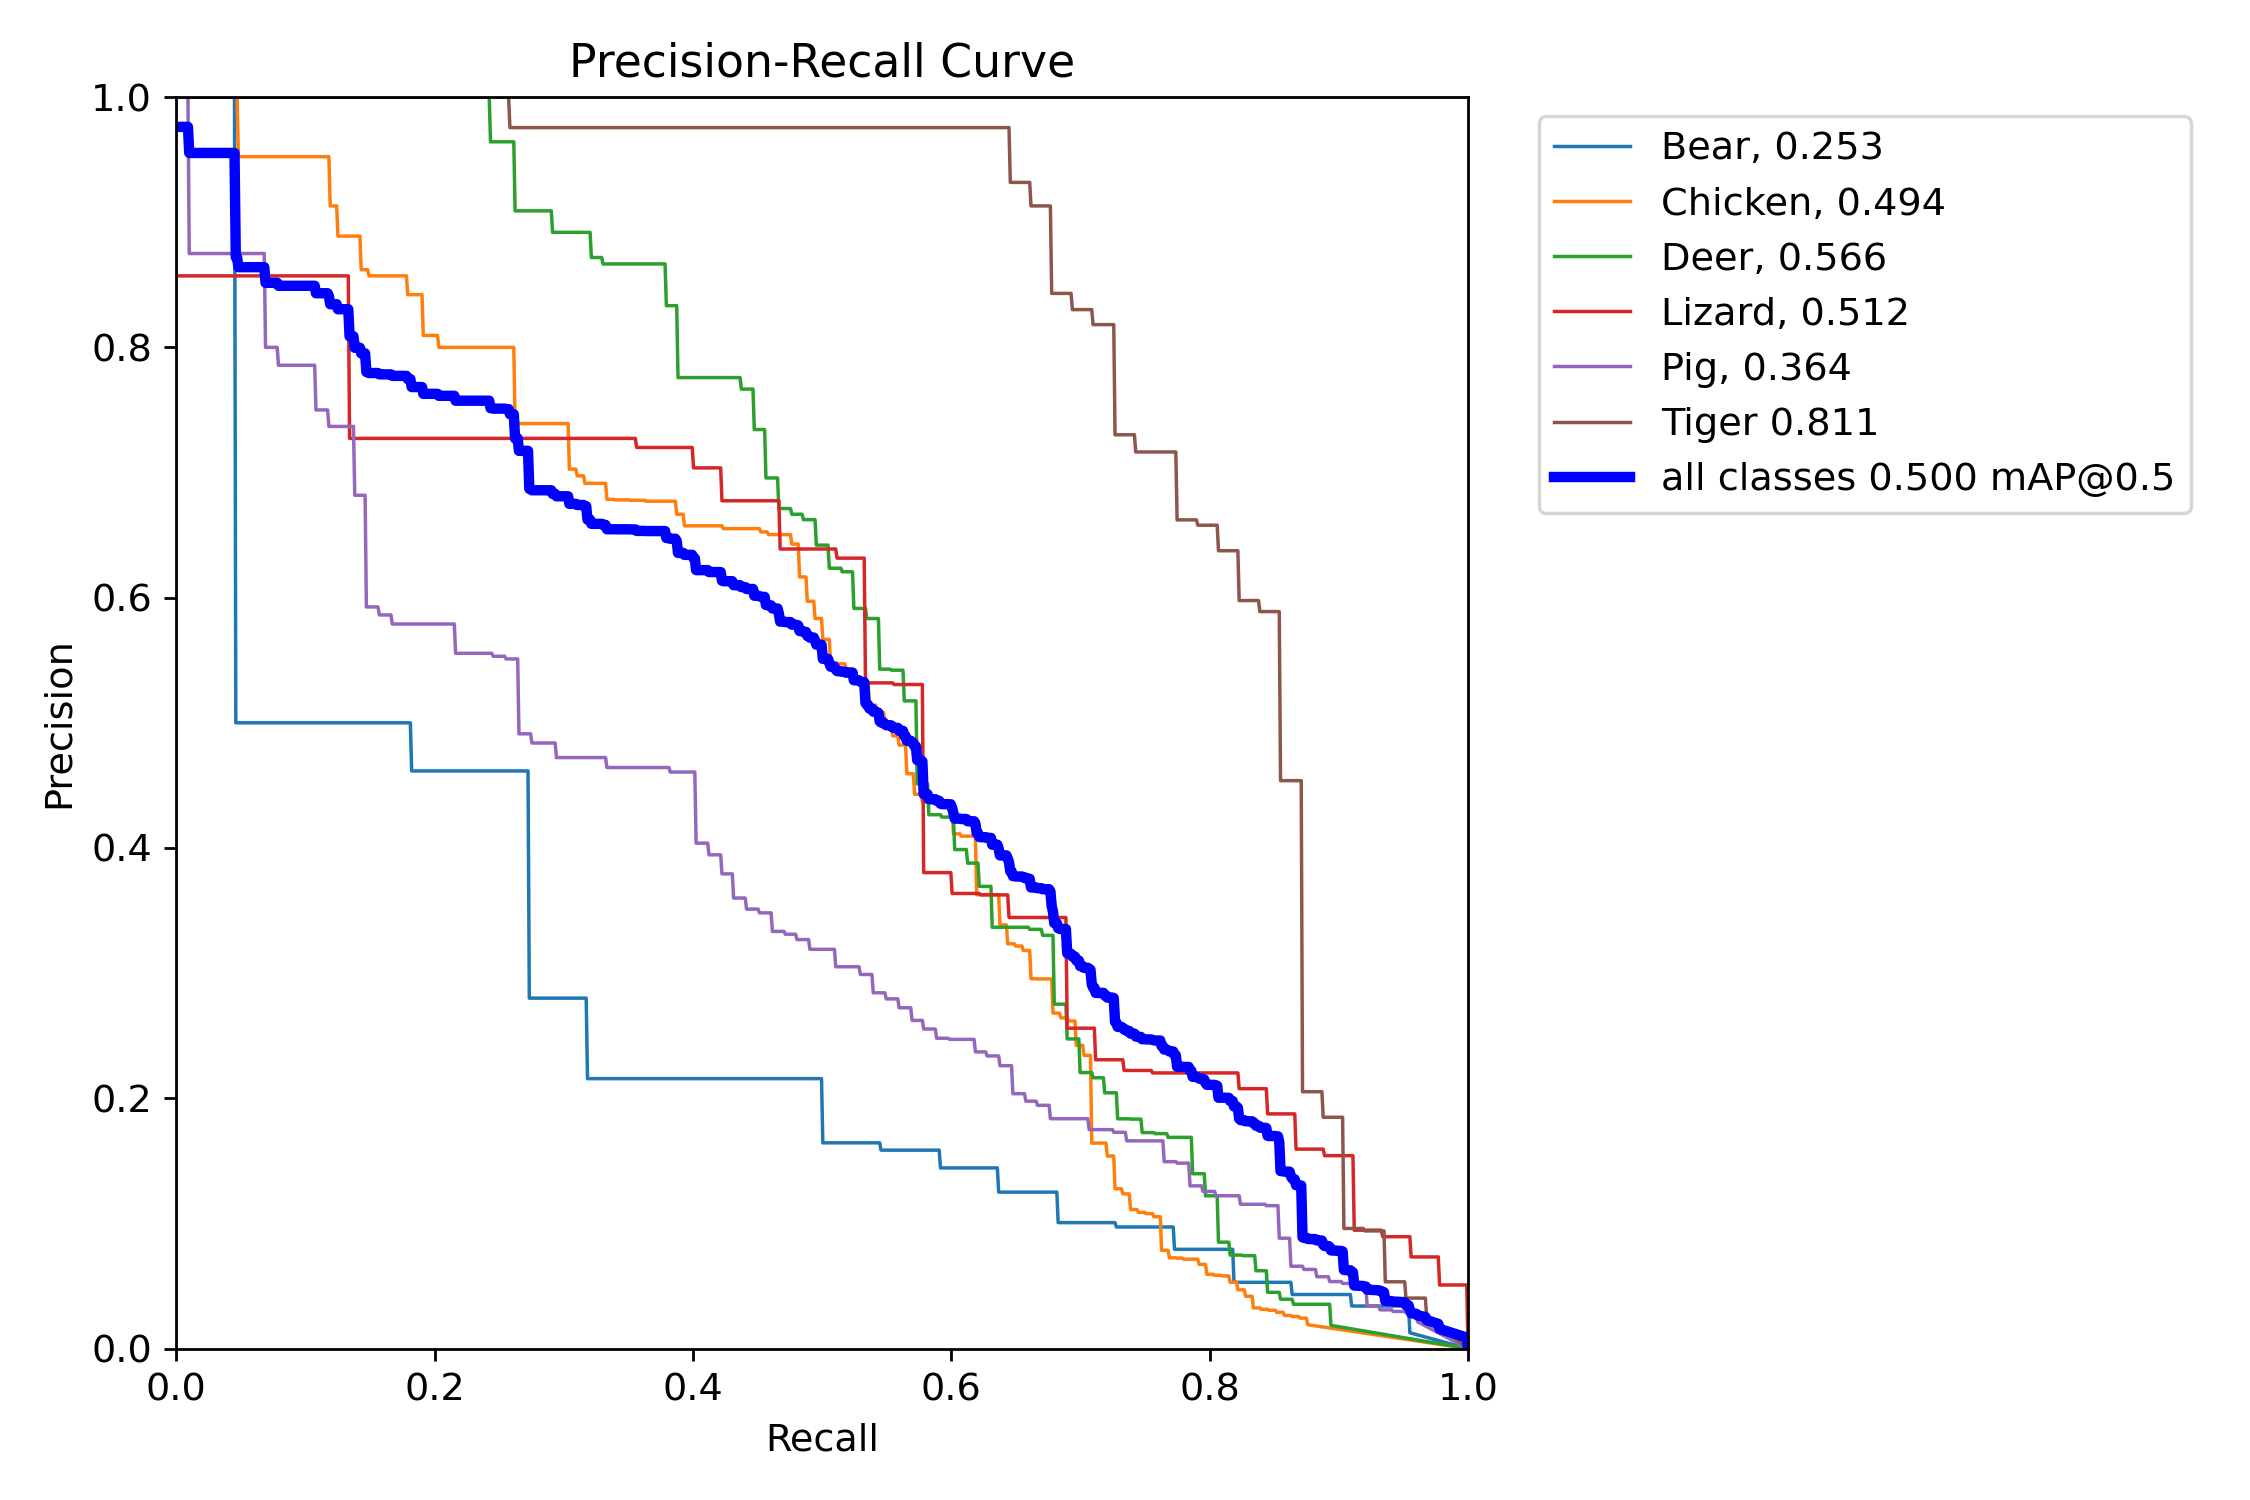 Precision-Recall Curve
1.0
0.8
0.6
0.4
0.2
0.0
Precision
0.0 0.2 0.4 0.6 0.8 1.0
Recall
Bear, 0.253
Chicken, 0.494
Deer, 0.566
Lizard, 0.512
Pig, 0.364
Tiger 0.811
all classes 0.500 mAP@0.5